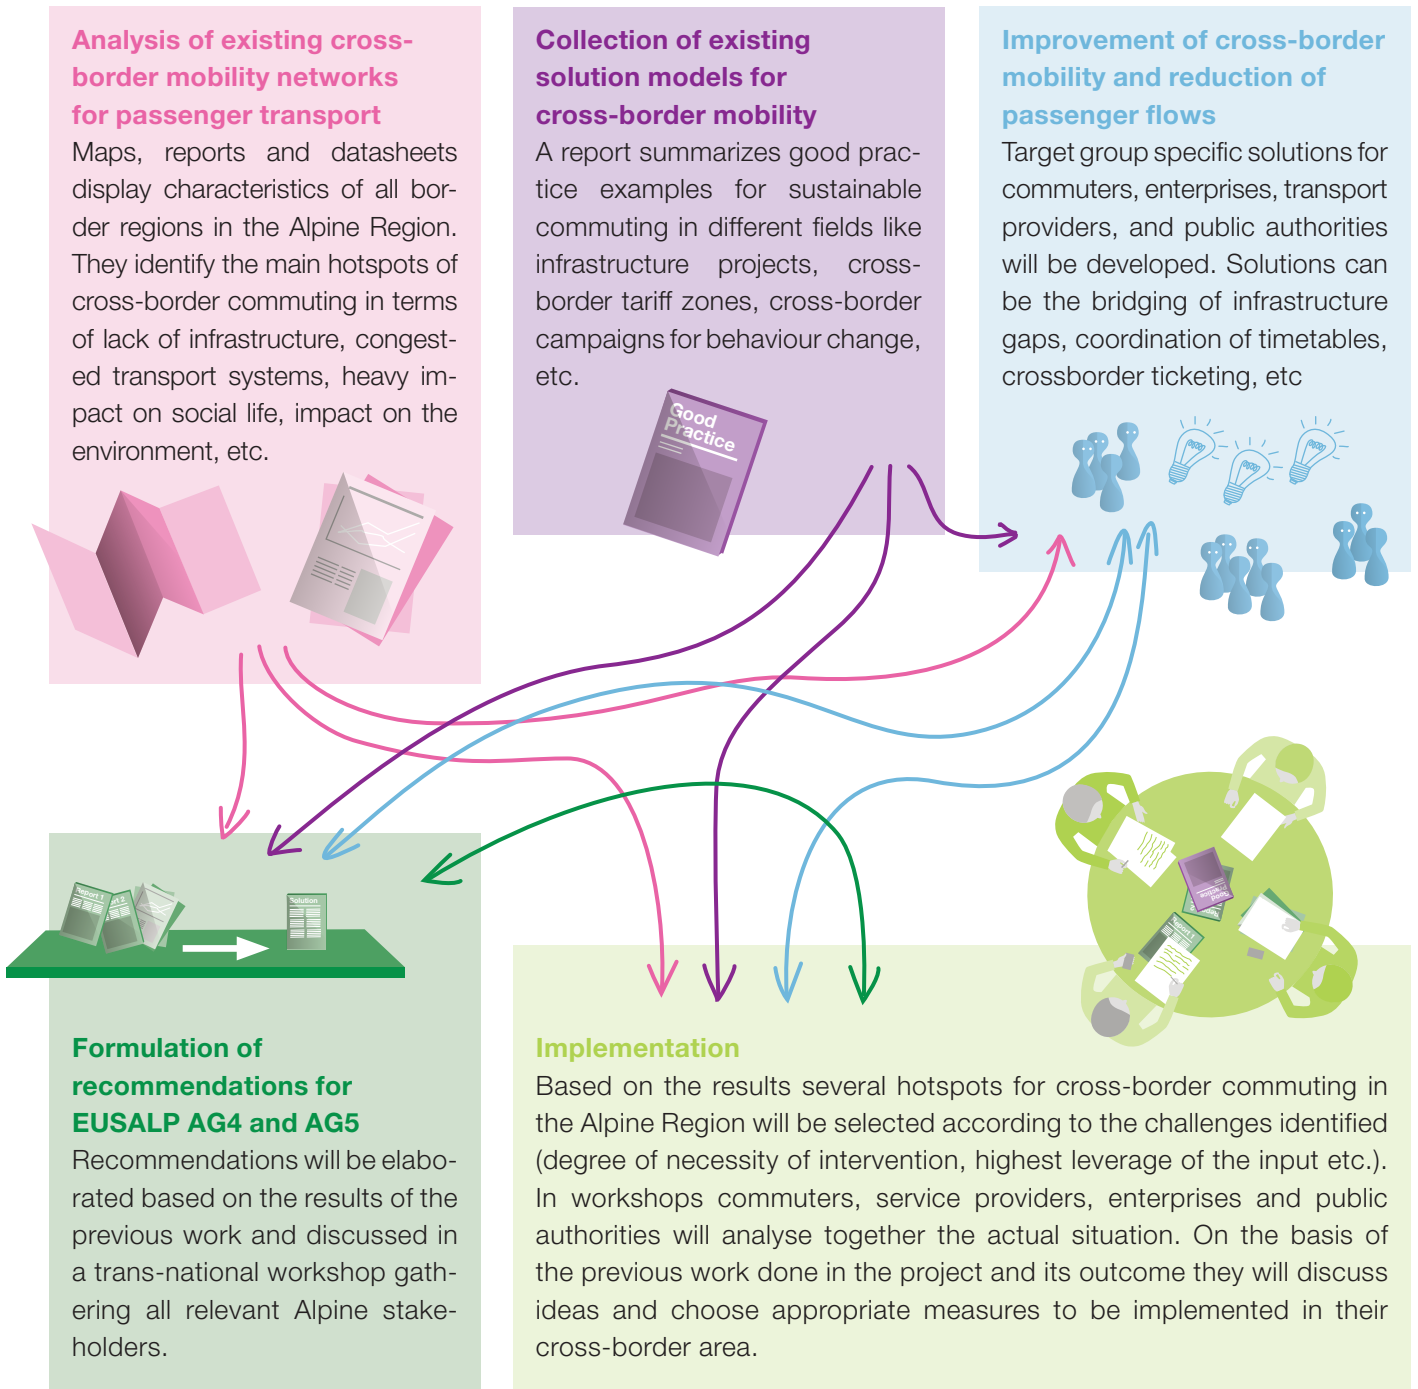 Analysis of existing cross-
border mobility networks
for passenger transport
Maps, reports and datasheets
display characteristics of all bor-
der regions in the Alpine Region.
They identify the main hotspots of
cross-border commuting in terms
of lack of infrastructure, congest-
ed transport systems, heavy im-
pact on social life, impact on the
environment, etc.
Collection of existing
solution models for
cross-border mobility
A report summarizes good prac-
tice examples for sustainable
commuting in different fields like
infrastructure projects, cross-
border tariff zones, cross-border
campaigns for behaviour change,
etc.
Good
Practice
Improvement of cross-border
mobility and reduction of
passenger flows
Target group specific solutions for
commuters, enterprises, transport
providers, and public authorities
will be developed. Solutions can
be the bridging of infrastructure
gaps, coordination of timetables,
crossborder ticketing, etc
Report 1
Solution
Good
Practice
Report 1
Formulation of
recommendations for
EUSALP AG4 and AG5
Recommendations will be elabo-
rated based on the results of the
previous work and discussed in
a trans-national workshop gath-
ering all relevant Alpine stake-
holders.
Implementation
Based on the results several hotspots for cross-border commuting in
the Alpine Region will be selected according to the challenges identified
(degree of necessity of intervention, highest leverage of the input etc.).
In workshops commuters, service providers, enterprises and public
authorities will analyse together the actual situation. On the basis of
the previous work done in the project and its outcome they will discuss
ideas and choose appropriate measures to be implemented in their
cross-border area.